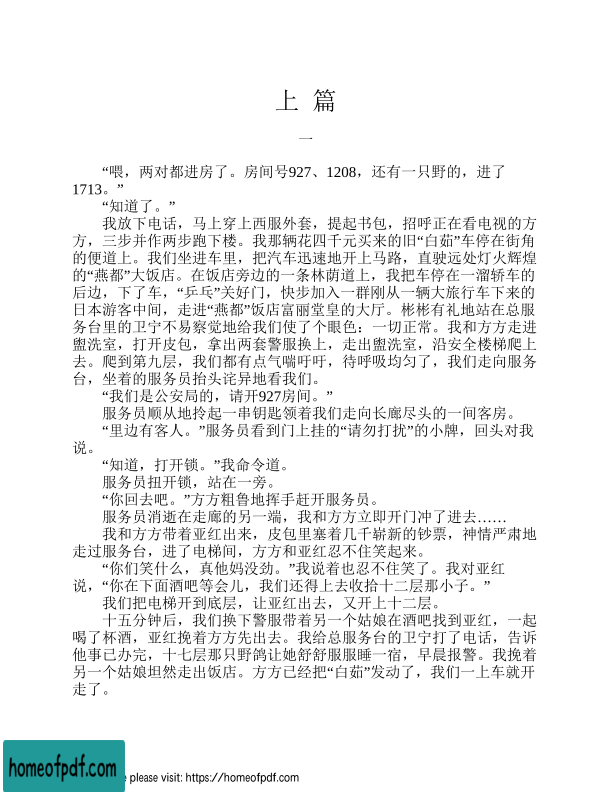 上 篇
一
“喂，两对都进房了。房间号927、1208，还有一只野的，进了
1713。”
“知道了。”
我放下电话，马上穿上西服外套，提起书包，招呼正在看电视的方
方，三步并作两步跑下楼。我那辆花四千元买来的旧“白茹”车停在街角
的便道上。我们坐进车里，把汽车迅速地开上马路，直驶远处灯火辉煌
的“燕都”大饭店。在饭店旁边的一条林荫道上，我把车停在一溜轿车的
后边，下了车，“乒乓”关好门，快步加入一群刚从一辆大旅行车下来的
日本游客中间，走进“燕都”饭店富丽堂皇的大厅。彬彬有礼地站在总服
务台里的卫宁不易察觉地给我们使了个眼色：一切正常。我和方方走进
盥洗室，打开皮包，拿出两套警服换上，走出盥洗室，沿安全楼梯爬上
去。爬到第九层，我们都有点气喘吁吁，待呼吸均匀了，我们走向服务
台，坐着的服务员抬头诧异地看我们。
“我们是公安局的，请开927房间。”
服务员顺从地拎起一串钥匙领着我们走向长廊尽头的一间客房。
“里边有客人。”服务员看到门上挂的“请勿打扰”的小牌，回头对我
说。
“知道，打开锁。”我命令道。
服务员扭开锁，站在一旁。
“你回去吧。”方方粗鲁地挥手赶开服务员。
服务员消逝在走廊的另一端，我和方方立即开门冲了进去……
我和方方带着亚红出来，皮包里塞着几千崭新的钞票，神情严肃地
走过服务台，进了电梯间，方方和亚红忍不住笑起来。
“你们笑什么，真他妈没劲。”我说着也忍不住笑了。我对亚红
说，“你在下面酒吧等会儿，我们还得上去收拾十二层那小子。”
我们把电梯开到底层，让亚红出去，又开上十二层。
十五分钟后，我们换下警服带着另一个姑娘在酒吧找到亚红，一起
喝了杯酒，亚红挽着方方先出去。我给总服务台的卫宁打了电话，告诉
他事已办完，十七层那只野鸽让她舒舒服服睡一宿，早晨报警。我挽着
另一个姑娘坦然走出饭店。方方已经把“白茹”发动了，我们一上车就开
走了。
homeofpdf.com
e please visit: https://homeofpdf.com